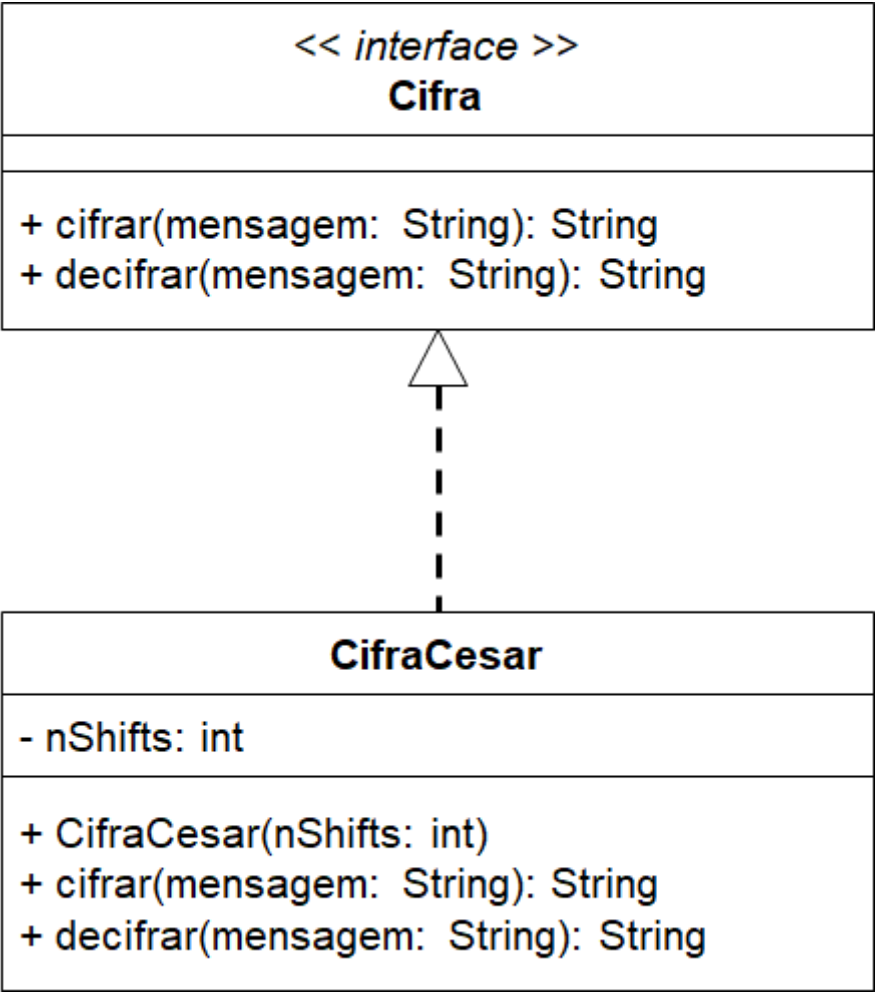 << interface >>
Cifra
+ cifrar(mensagem: String): String
+ decifrar(mensagem: String): String
CifraCesar
- nShifts: int
+ CifraCesar(nShifts: int)
+ cifrar(mensagem: String): String
+ decifrar(mensagem: String): String